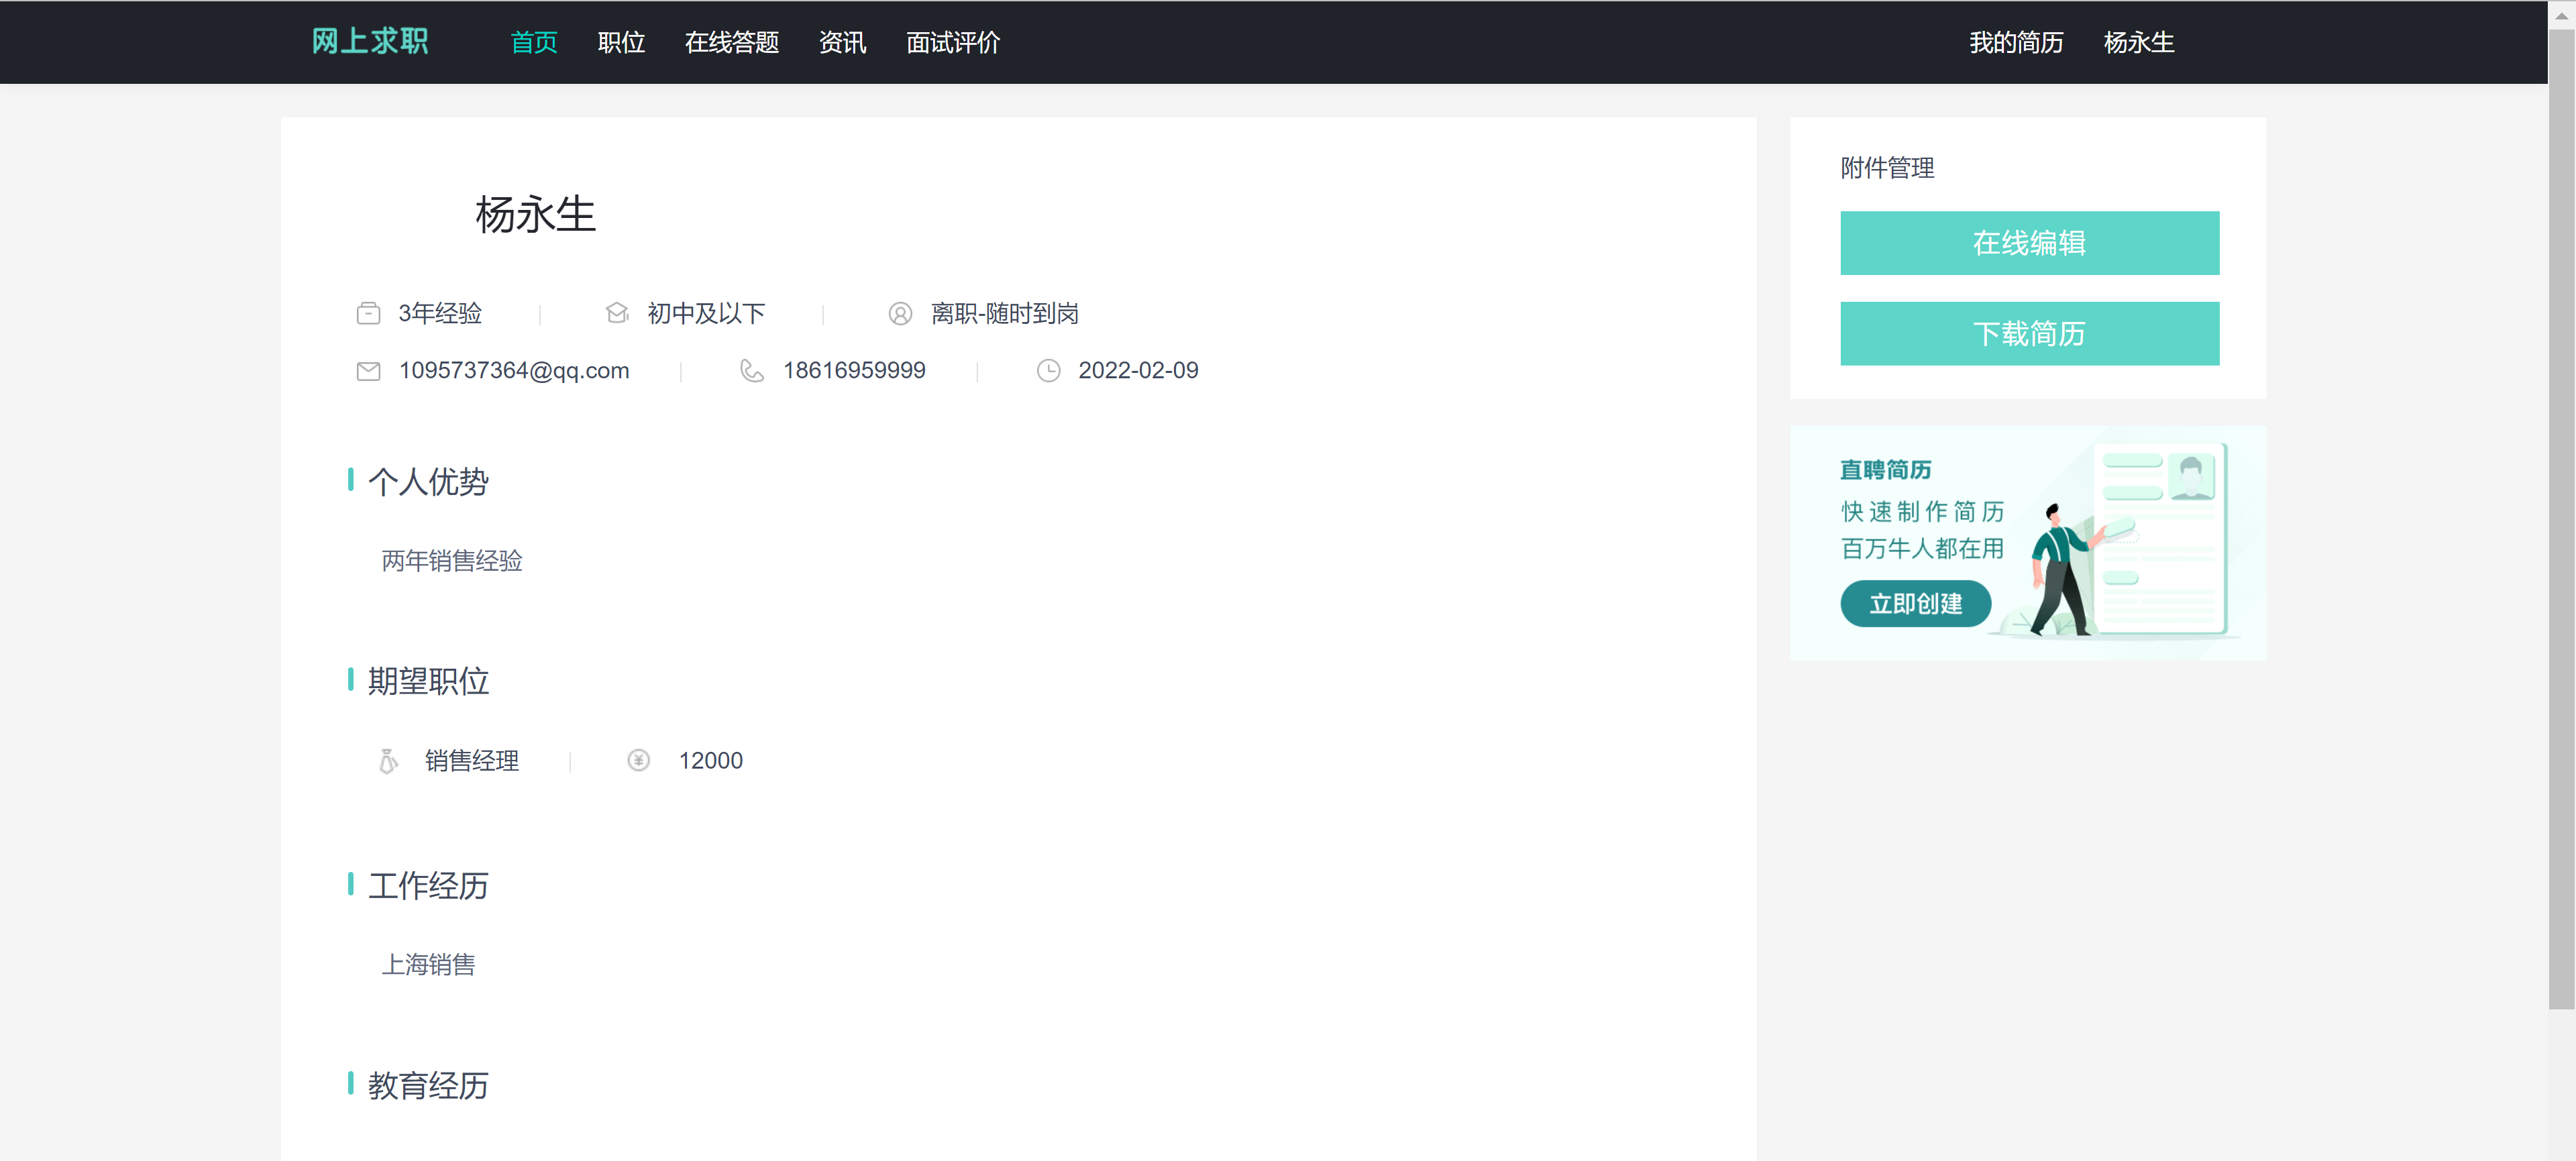 网上求职 首页 职位 在线答题 资讯 面试评价 我的简历 杨永生
杨永生
3年经验 初中及以下 离职-随时到岗
1095737364@qq.com 18616959999 2022-02-09
个人优势
两年销售经验
期望职位
销售经理 12000
工作经历
上海销售
教育经历
附件管理
在线编辑
下载简历
直聘简历
快速制作简历
百万牛人都在用
立即创建